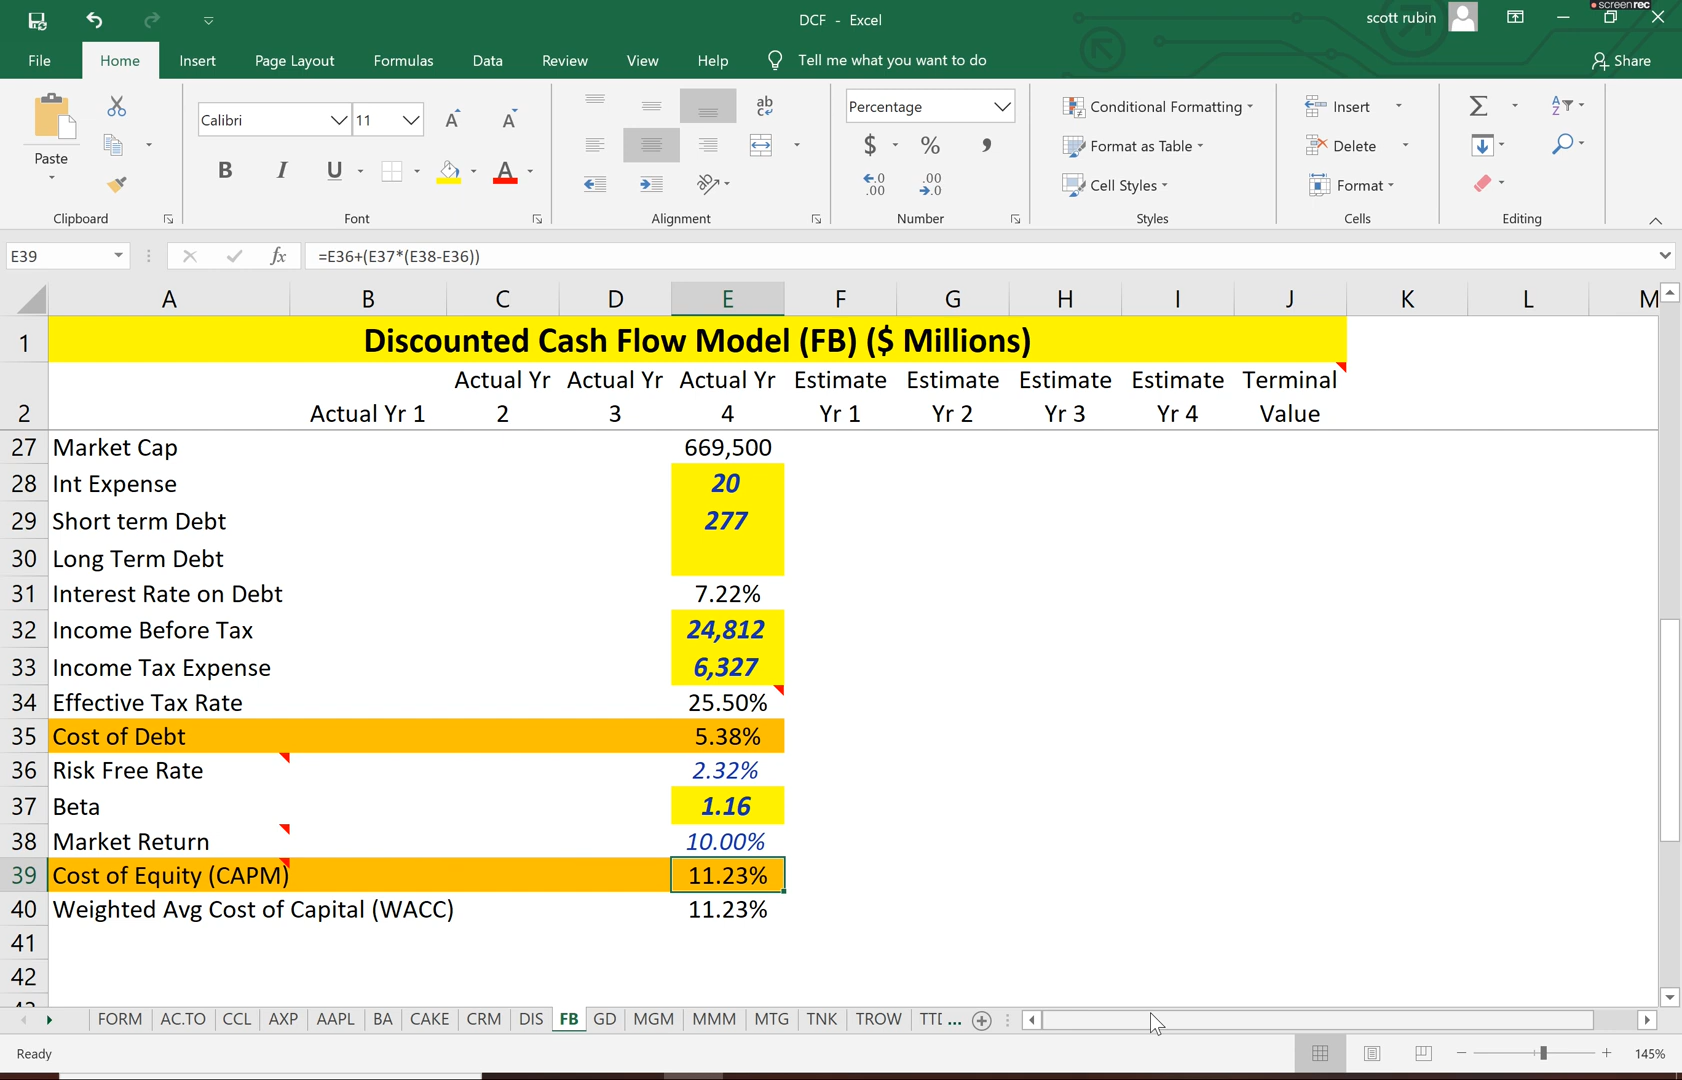 DCF - Excel
scott rubin
screenrec
File Home Insert Page Layout Formulas Data Review View Help Tell me what you want to do Share
Paste
Calibri 11
B I U A
ab
Percentage
$ % ,
Conditional Formatting
Format as Table
Cell Styles
Insert
Delete
Format
Clipboard Font Alignment Number Styles Cells Editing
E39 fx =E36+(E37*(E38-E36))
A B C D E F G H I J K L M
1 Discounted Cash Flow Model (FB) ($ Millions)
2 Actual Yr 1 Actual Yr 2 Actual Yr 3 Actual Yr 4 Estimate Yr 1 Estimate Yr 2 Estimate Yr 3 Estimate Yr 4 Terminal Value
27 Market Cap 669,500
28 Int Expense 20
29 Short term Debt 277
30 Long Term Debt
31 Interest Rate on Debt 7.22%
32 Income Before Tax 24,812
33 Income Tax Expense 6,327
34 Effective Tax Rate 25.50%
35 Cost of Debt 5.38%
36 Risk Free Rate 2.32%
37 Beta 1.16
38 Market Return 10.00%
39 Cost of Equity (CAPM) 11.23%
40 Weighted Avg Cost of Capital (WACC) 11.23%
41
42
FORM AC.TO CCL AXP AAPL BA CAKE CRM DIS FB GD MGM MMM MTG TNK TROW TTD ...
Ready 145%